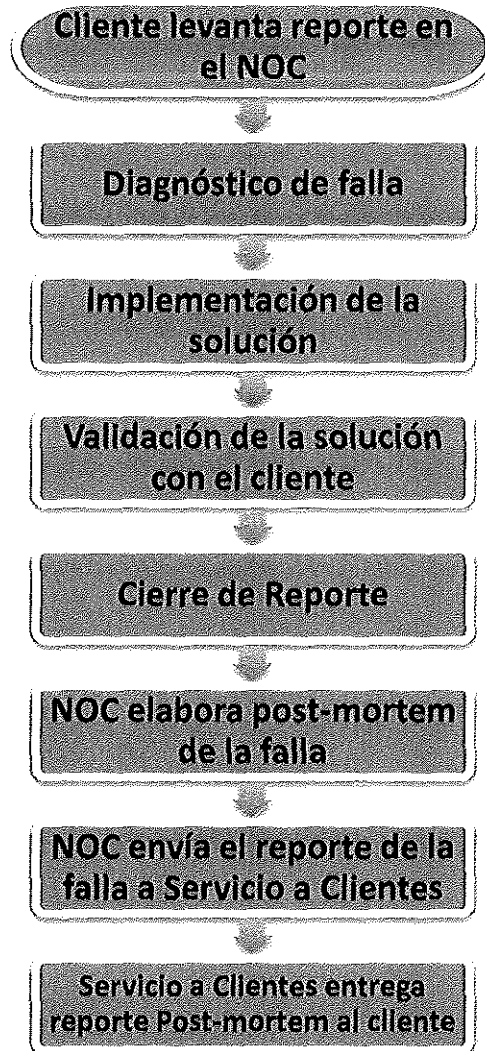 Cliente levanta reporte en
el NOC
Diagnóstico de falla
Implementación de la
solución
Validación de la solución
con el cliente
Cierre de Reporte
NOC elabora post-mortem
de la falla
NOC envía el reporte de la
falla a Servicio a Clientes
Servicio a Clientes entrega
reporte Post-mortem al cliente